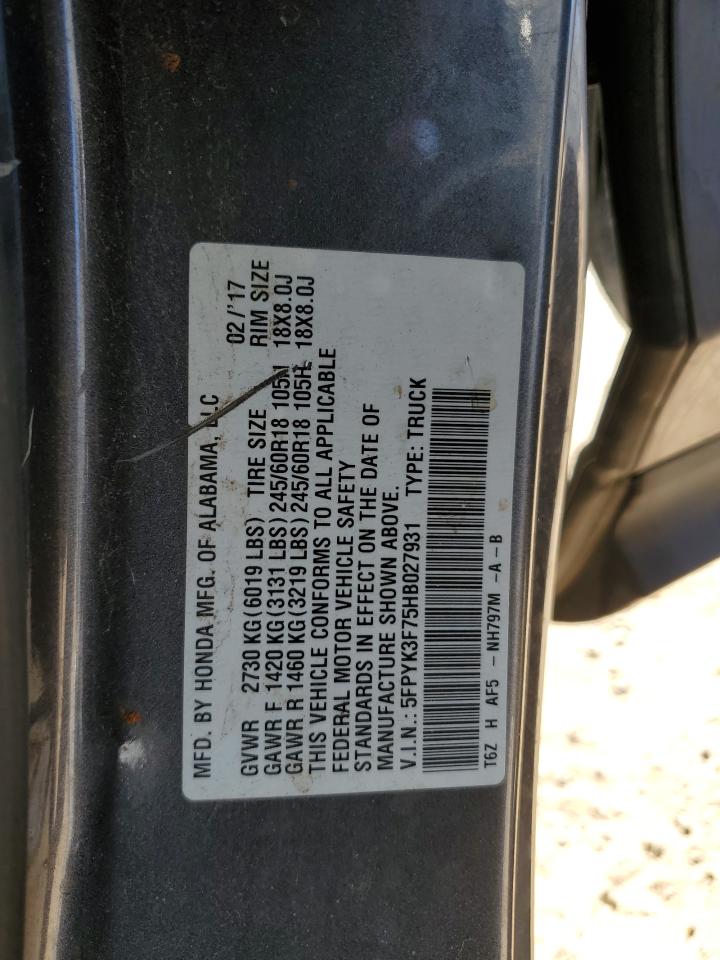 MFD. BY HONDA MFG. OF ALABAMA, LLC 02/'17
GVWR 2730 KG(6019 LBS) TIRE SIZE RIM SIZE
GAWR F 1420 KG(3131 LBS) 245/60R18 105H 18X8.0J
GAWR R 1460 KG(3219 LBS) 245/60R18 105H 18X8.0J
THIS VEHICLE CONFORMS TO ALL APPLICABLE
FEDERAL MOTOR VEHICLE SAFETY
STANDARDS IN EFFECT ON THE DATE OF
MANUFACTURE SHOWN ABOVE.
V.I.N.: 5FPYK3F75HB027931 TYPE: TRUCK
T6Z H AF5 - NH797M -A-B